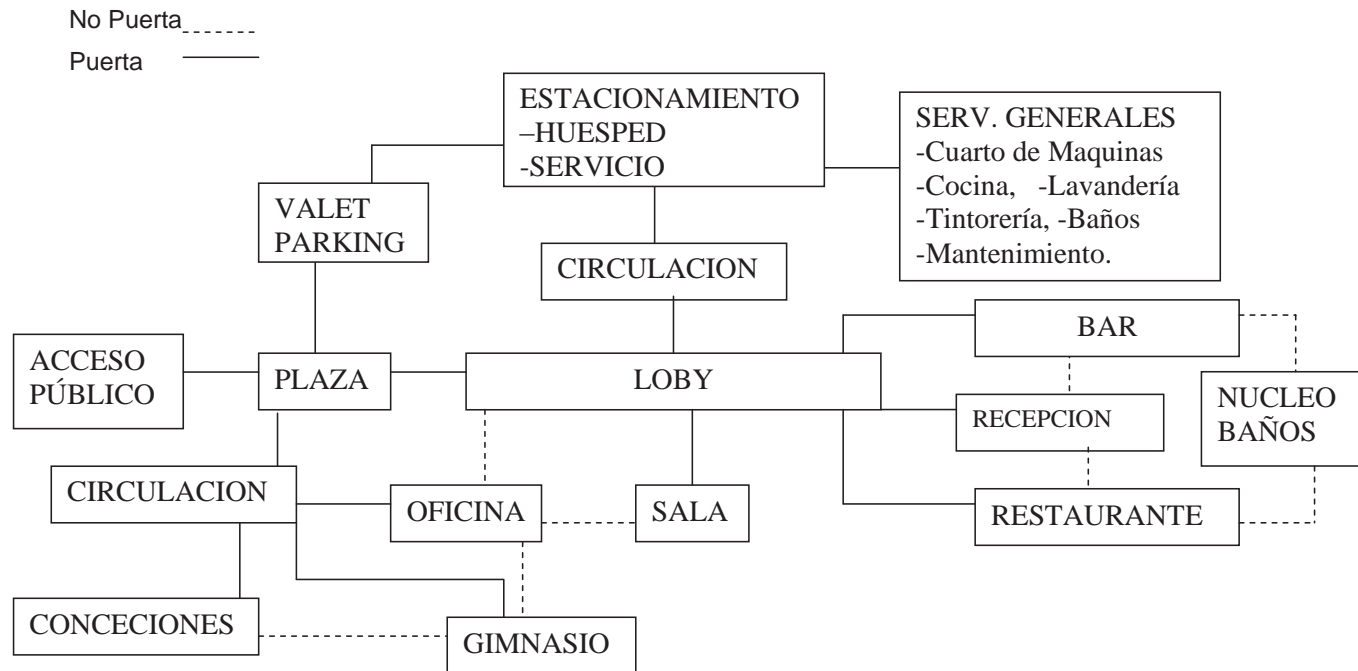 No Puerta
Puerta
ESTACIONAMIENTO
–HUESPED
-SERVICIO
SERV. GENERALES
-Cuarto de Maquinas
-Cocina, -Lavandería
-Tintorería, -Baños
-Mantenimiento.
VALET
PARKING
CIRCULACION
BAR
ACCESO
PÚBLICO
PLAZA
LOBY
RECEPCION
NUCLEO
BAÑOS
CIRCULACION
OFICINA
SALA
RESTAURANTE
CONCECIONES
GIMNASIO